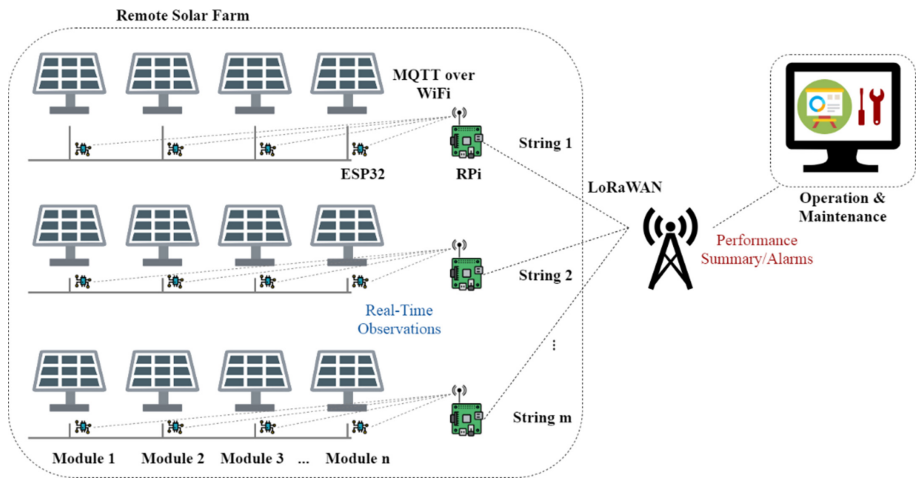 Remote Solar Farm
MQTT over
WiFi
ESP32
RPi
String 1
LoRaWAN
Operation &
Maintenance
Performance
Summary/Alarms
String 2
Real-Time
Observations
...
String m
Module 1
Module 2
Module 3
...
Module n